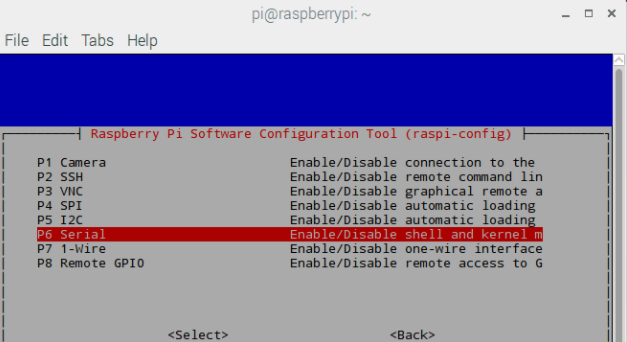 pi@raspberrypi: ~
File Edit Tabs Help
Raspberry Pi Software Configuration Tool (raspi-config)
P1 Camera Enable/Disable connection to the
P2 SSH Enable/Disable remote command lin
P3 VNC Enable/Disable graphical remote a
P4 SPI Enable/Disable automatic loading
P5 I2C Enable/Disable automatic loading
P6 Serial Enable/Disable shell and kernel m
P7 1-Wire Enable/Disable one-wire interface
P8 Remote GPIO Enable/Disable remote access to G
<Select> <Back>